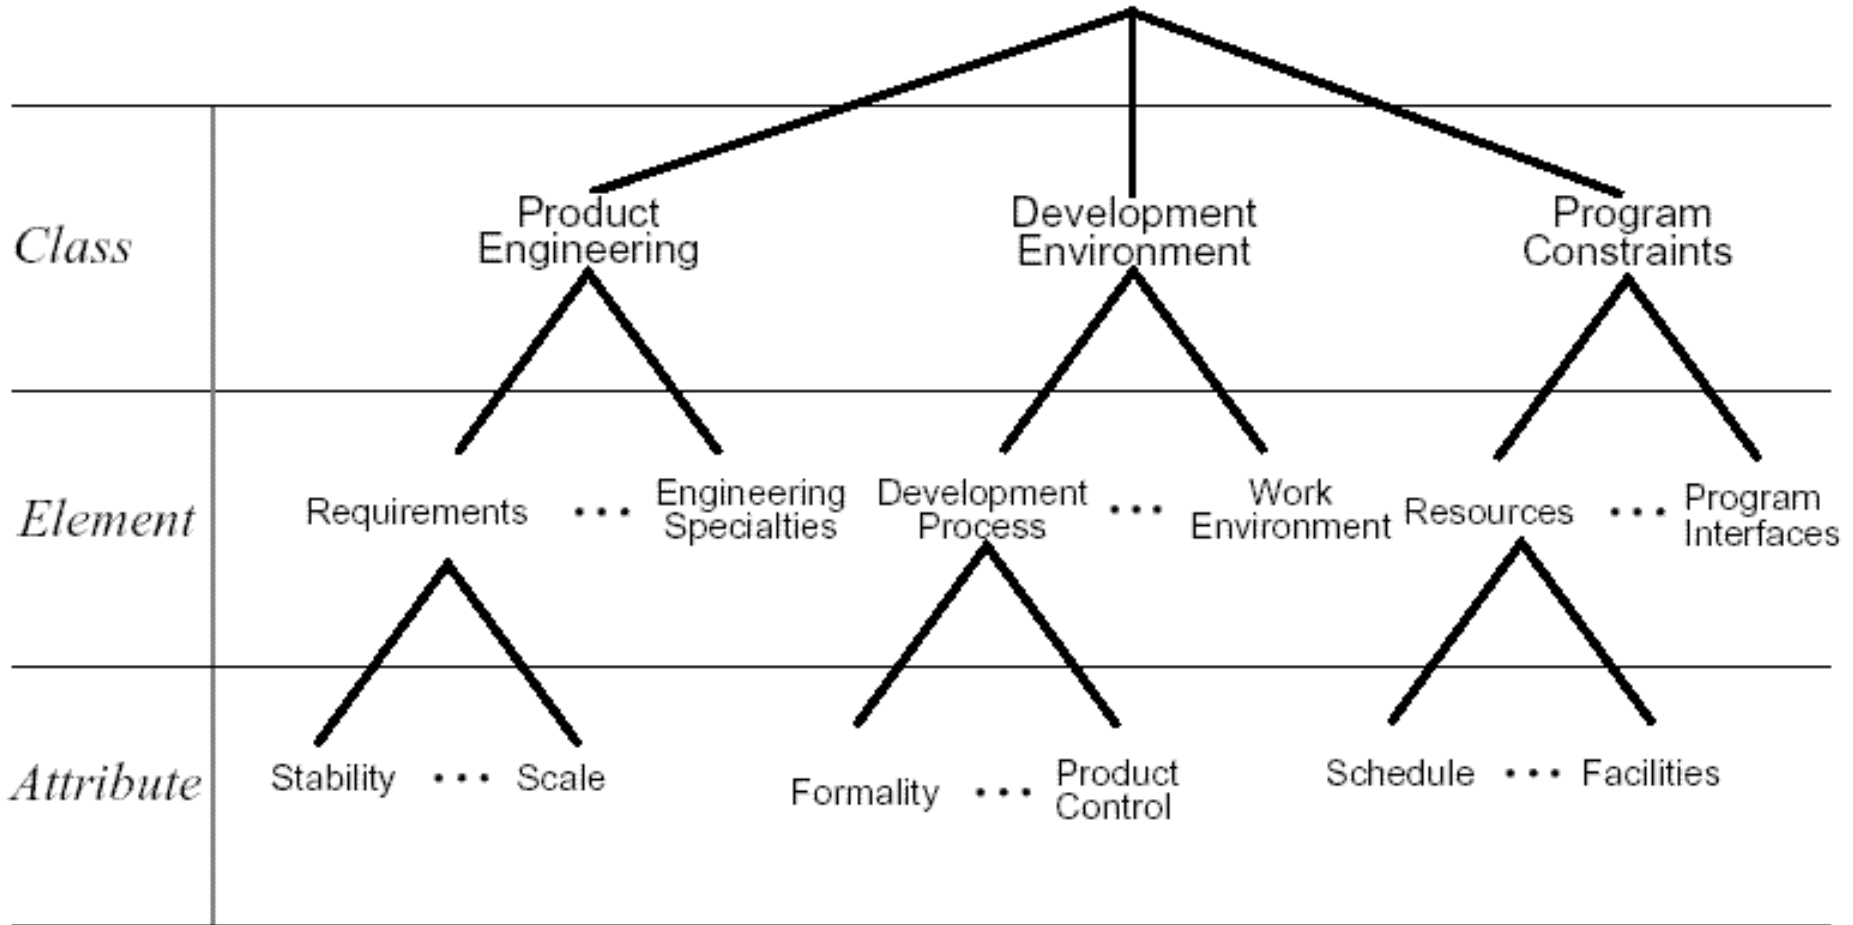 Product
Engineering
Development
Environment
Program
Constraints
Class
Requirements
...
Engineering
Specialties
Development
Process
...
Work
Environment
Resources
...
Program
Interfaces
Element
Stability ... Scale
Formality ... Product
Control
Schedule ... Facilities
Attribute